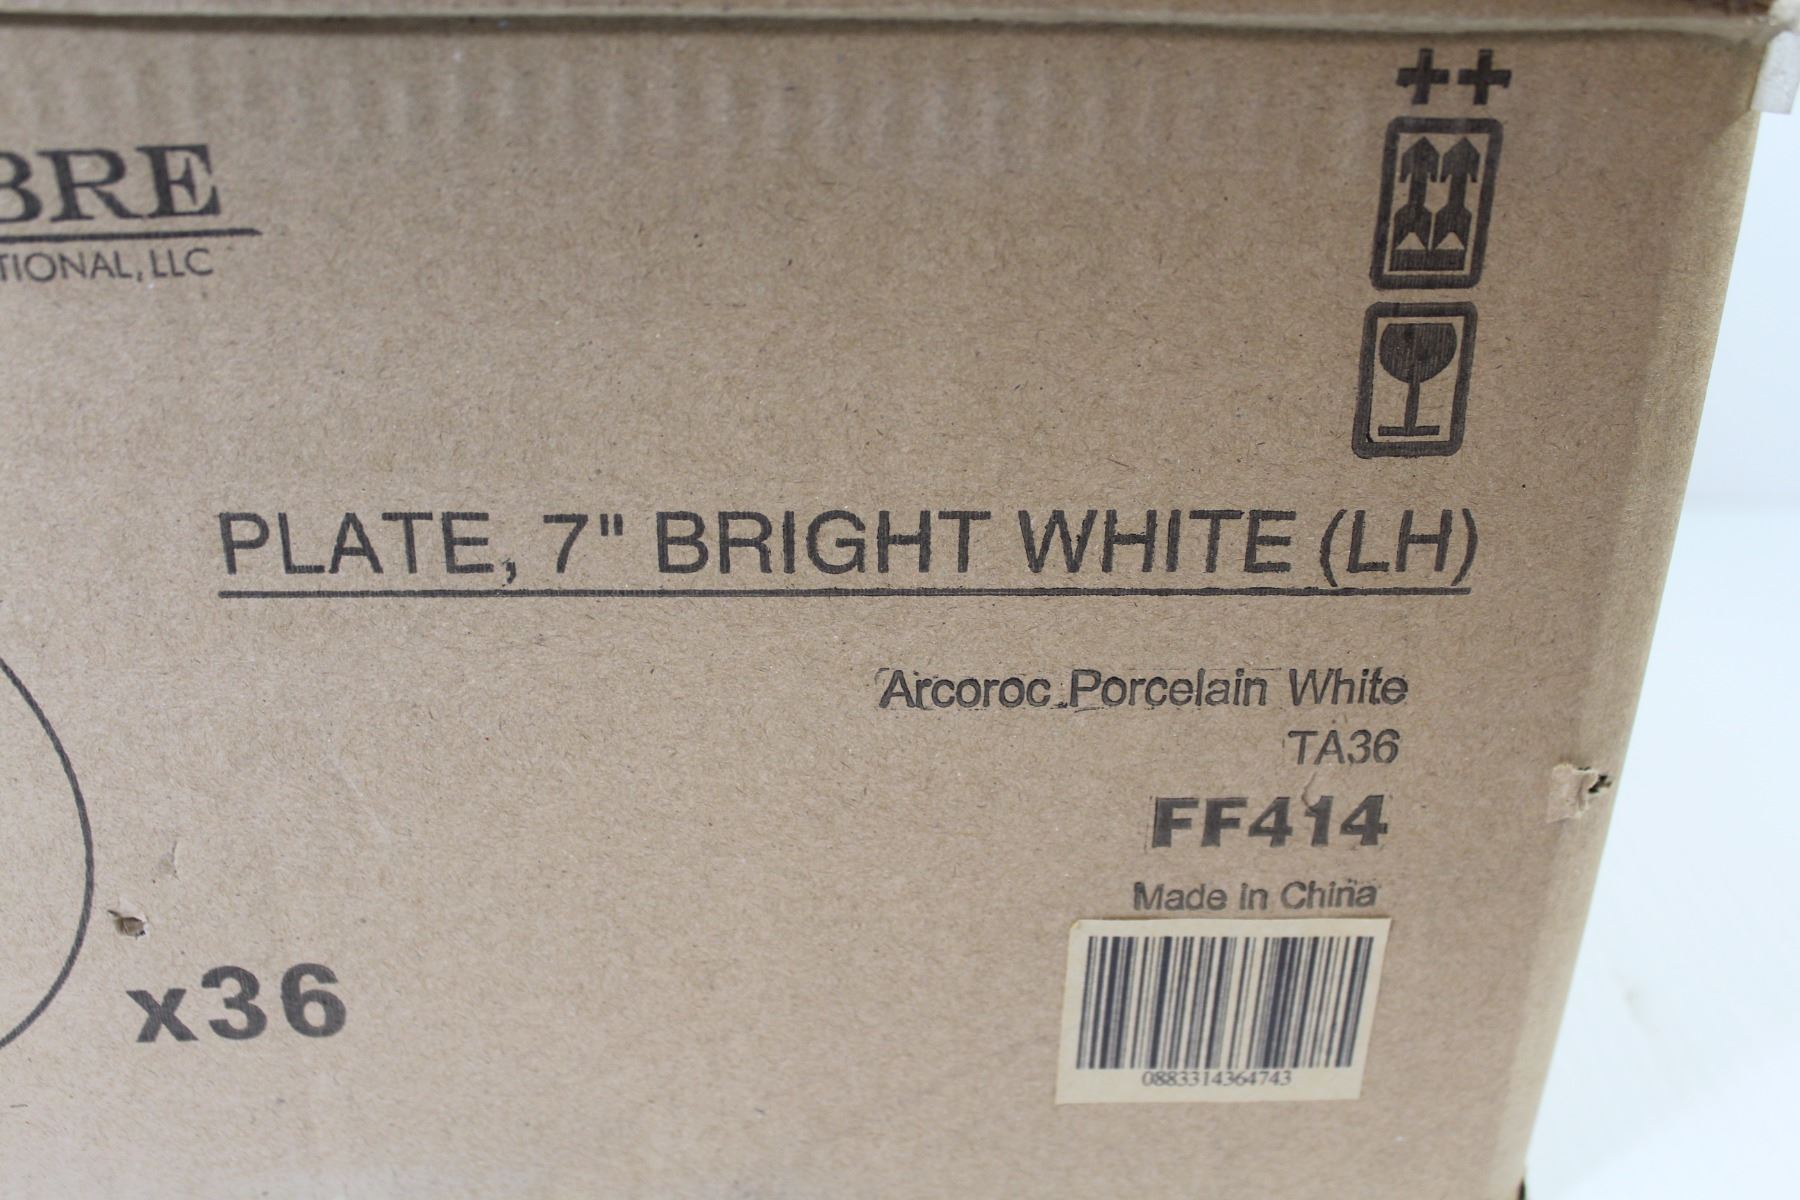 ++
BRE
TIONAL, LLC
PLATE, 7" BRIGHT WHITE (LH)
Arcoroc Porcelain White
TA36
FF414
Made in China
x36
0883314364743